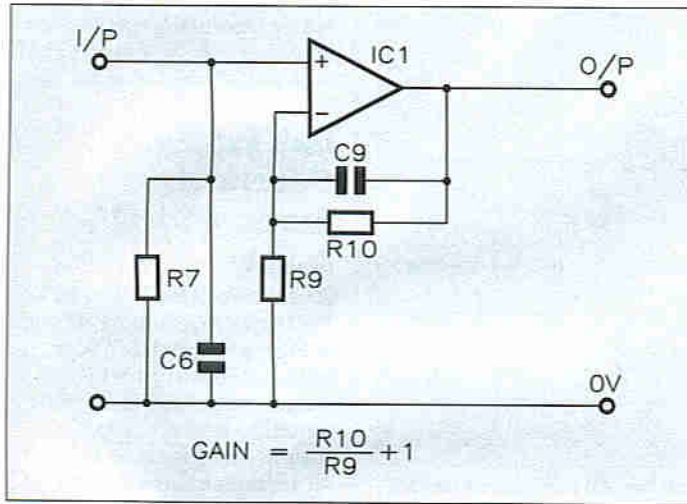 I/P
IC1
O/P
+
−
C9
R10
R7
R9
C6
0V
GAIN = R10/R9 + 1